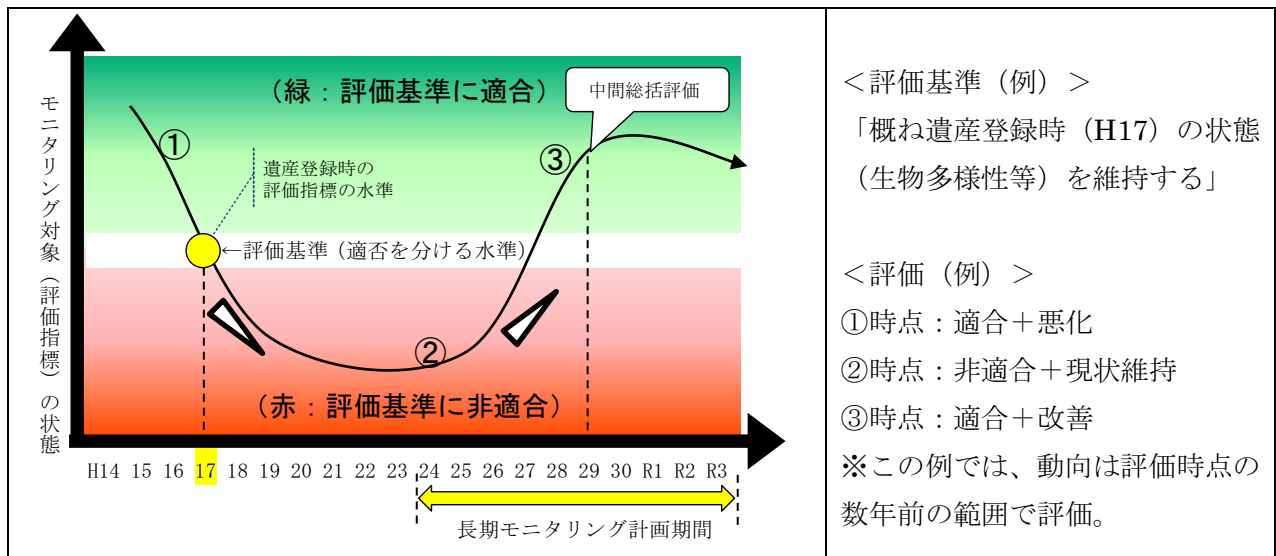 モニタリング対象(評価指標)の状態
(緑:評価基準に適合)
中間総括評価
①
③
遺産登録時の
評価指標の水準
←評価基準(適否を分ける水準)
②
(赤:評価基準に非適合)
H14 15 16 17 18 19 20 21 22 23 24 25 26 27 28 29 30 R1 R2 R3
長期モニタリング計画期間
<評価基準(例)>
「概ね遺産登録時(H17)の状態
(生物多様性等)を維持する」
<評価(例)>
①時点:適合+悪化
②時点:非適合+現状維持
③時点:適合+改善
※この例では、動向は評価時点の
数年前の範囲で評価。